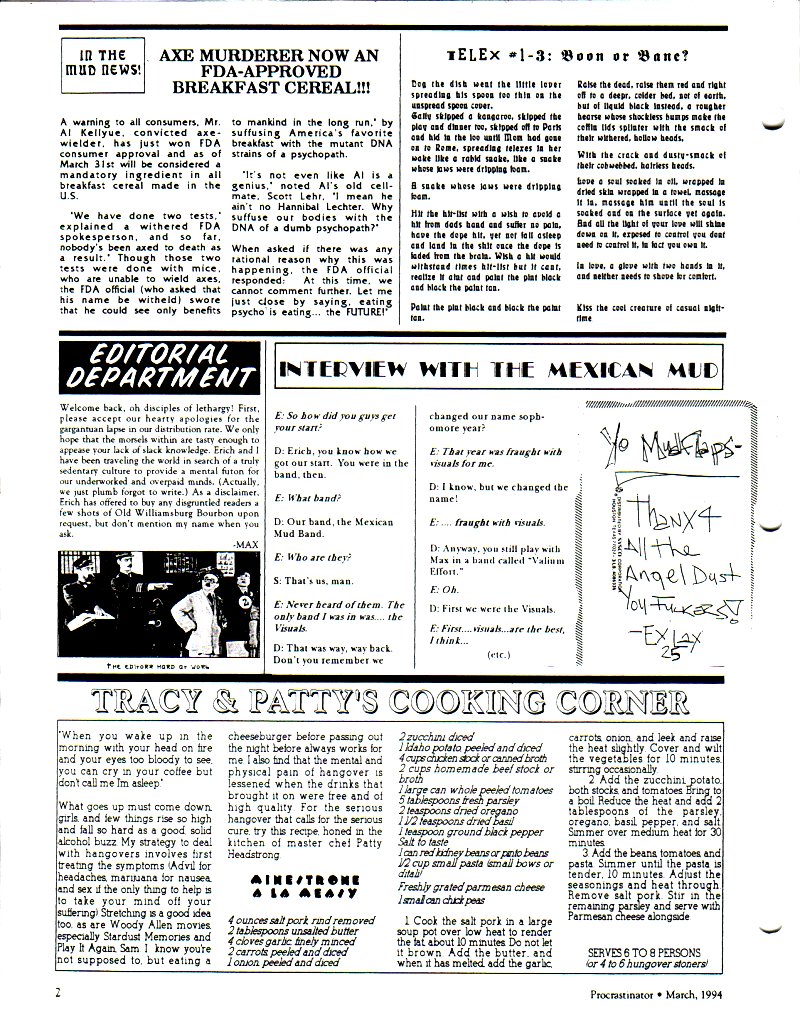 IN THE
MUD NEWS!
AXE MURDERER NOW AN
FDA-APPROVED
BREAKFAST CEREAL!!!
A warning to all consumers, Mr.
Al Kellyue, convicted axe-
wielder, has just won FDA
consumer approval and as of
March 31st will be considered a
mandatory ingredient in all
breakfast cereal made in the
U.S.
"We have done two tests,"
explained a withered FDA
spokesperson, and so far,
nobody's been axed to death as
a result." Though those two
tests were done with mice,
who are unable to wield axes,
the FDA official (who asked that
his name be witheld) swore
that he could see only benefits
to mankind in the long run," by
suffusing America's favorite
breakfast with the mutant DNA
strains of a psychopath.
"It's not even like Al is a
genius," noted Al's old cell-
mate, Scott Lehr, "I mean he
ain't no Hannibal Lechter. Why
suffuse our bodies with the
DNA of a dumb psychopath?"
When asked if there was any
rational reason why this was
happening, the FDA official
responded: At this time, we
cannot comment further. Let me
just close by saying, eating
psycho is eating... the FUTURE!"
TELEX #1-3: Boon or Bane?
Dog the dish went the little lover
spreading his spoon too thin on the
unspread spoon cover.
Gally skipped a kangaroo, skipped the
play and dinner too, skipped off to Paris
and hid in the loo until Mom had gone
on to Rome, spreading telexes in her
wake like a rabid snake, like a snake
whose jaws were dripping foam.
A snake whose jaws were dripping
foam.
Hit the hit-list with a wish to avoid a
hit from dads hand and suffer no pain,
have the dope hit, yet not fall asleep
and land in the shit once the dope is
faded from the brain. Wish a hit would
withstand times hit-list but it cant,
realize it aint and paint the pint black
and black the paint tan.
Paint the pint black and black the paint
tan.
Raise the dead, raise them red and right
off to a deepr, colder bed, not of earth,
but of liquid black instead, a rougher
hearse whose shockless bumps make the
coffin lids splinter with the smack of
their withered, hollow heads,
With the crack and dusty-smack of
their cobwebbed, hairless heads.
Love a soul soaked in oil, wrapped in
dried skin wrapped in a towel, massage
it in, massage him until the soul is
soaked and on the surface yet again.
And all the light of your love will shine
down on it, exposed to control you dont
need to control it, in fact you own it.
In love, a glove with two hands in it,
and neither needs to shove for comfort.
Kiss the cool creature of casual night-
time
EDITORIAL
DEPARTMENT
Welcome back, oh disciples of lethargy! First,
please accept our hearty apologies for the
gargantuan lapse in our distribution rate. We only
hope that the morsels within are tasty enough to
appease your lack of slack knowledge. Erich and I
have been traveling the world in search of a truly
sedentary culture to provide a mental futon for
our underworked and overpaid minds. (Actually,
we just plumb forgot to write.) As a disclaimer,
Erich has offered to buy any disgruntled readers a
few shots of Old Williamsburg Bourbon upon
request, but don't mention my name when you
ask.
-MAX
2
THE EDITORS HARD AT WORK
INTERVIEW WITH THE MEXICAN MUD
E: So how did you guys get
your start?
D: Erich, you know how we
got our start. You were in the
band, then.
E: What band?
D: Our band, the Mexican
Mud Band.
E: Who are they?
S: That's us, man.
E: Never heard of them. The
only band I was in was.... the
Visuals.
D: That was way, way back.
Don't you remember we
changed our name soph-
omore year?
E: That year was fraught with
visuals for me.
D: I know, but we changed the
name!
E: .... fraught with visuals.
D: Anyway, you still play with
Max in a band called "Valium
Effort."
E: Oh.
D: First we were the Visuals.
E: First....visuals...are the best,
I think...
(etc.)
Yo Mudflaps-
Thanx 4
All the
Angel Dust
You Fuckers!
-Ex Lax
25
TRACY & PATTY'S COOKING CORNER
"When you wake up in the
morning with your head on fire
and your eyes too bloody to see,
you can cry in your coffee but
don't call me I'm asleep."
What goes up must come down,
girls, and few things rise so high
and fall so hard as a good, solid
alcohol buzz. My strategy to deal
with hangovers involves first
treating the symptoms (Advil for
headaches, marijuana for nausea,
and sex if the only thing to help is
to take your mind off your
suffering) Stretching is a good idea
too, as are Woody Allen movies,
especially Stardust Memories and
Play It Again, Sam. I know you're
not supposed to, but eating a
cheeseburger before passing out
the night before always works for
me. I also find that the mental and
physical pain of hangover is
lessened when the drinks that
brought it on were free and of
high quality. For the serious
hangover that calls for the serious
cure, try this recipe, honed in the
kitchen of master chef Patty
Headstrong.
MINESTRONE
A LA MEASY
4 ounces salt pork, rind removed
2 tablespoons unsalted butter
4 cloves garlic, finely minced
2 carrots, peeled and diced
1 onion, peeled and diced
2 zucchini diced
1 Idaho potato, peeled and diced
4 cups chicken stock or canned broth
2 cups homemade beef stock or
broth
1 large can whole peeled tomatoes
5 tablespoons fresh parsley
2 teaspoons dried oregano
1 1/2 teaspoons dried basil
1 teaspoon ground black pepper
Salt to taste
1 can red kidney beans or pinto beans
1/2 cup small pasta (small bows or
ditali)
Freshly grated parmesan cheese
1 small can chick peas
1. Cook the salt pork in a large
soup pot over low heat to render
the fat about 10 minutes. Do not let
it brown. Add the butter, and
when it has melted, add the garlic,
carrots, onion, and leek and raise
the heat slightly. Cover and wilt
the vegetables for 10 minutes,
stirring occasionally.
2. Add the zucchini, potato,
both stocks, and tomatoes. Bring to
a boil. Reduce the heat and add 2
tablespoons of the parsley,
oregano, basil, pepper, and salt.
Simmer over medium heat for 30
minutes.
3. Add the beans, tomatoes, and
pasta. Simmer until the pasta is
tender, 10 minutes. Adjust the
seasonings and heat through.
Remove salt pork. Stir in the
remaining parsley and serve with
Parmesan cheese alongside.
SERVES 6 TO 8 PERSONS
(or 4 to 6 hungover stoners)
2
Procrastinator • March, 1994